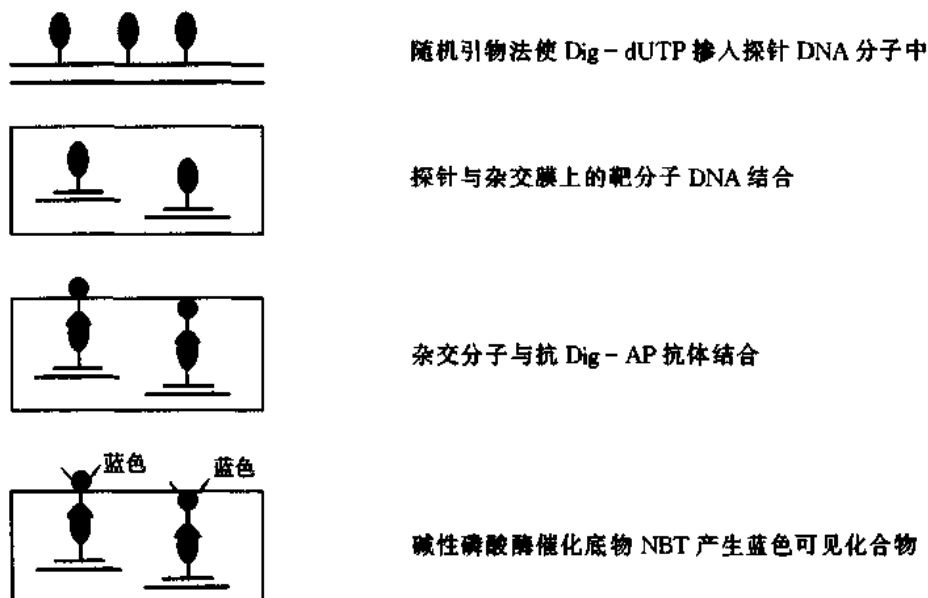 随机引物法使 Dig－dUTP 掺入探针 DNA 分子中
探针与杂交膜上的靶分子 DNA 结合
杂交分子与抗 Dig－AP 抗体结合
蓝色 蓝色
碱性磷酸酶催化底物 NBT 产生蓝色可见化合物